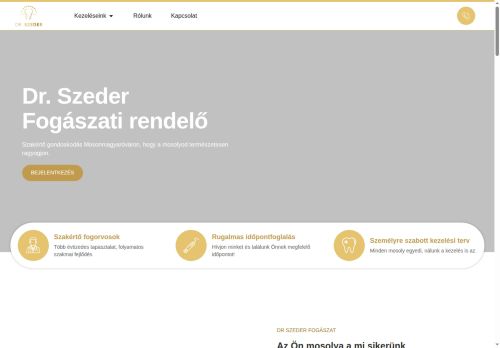 DR. SZEDER
Kezeléseink
Rólunk
Kapcsolat
Dr. Szeder
Fogászati rendelő
Szakértő gondoskodás Mosonmagyaróváron, hogy a mosolyod természetesen
ragyogjon.
BEJELENTKEZÉS
Szakértő fogorvosok
Több évtizedes tapasztalat, folyamatos
szakmai fejlődés
Rugalmas időpontfoglalás
Hívjon minket és találunk Önnek megfelelő
időpontot!
Személyre szabott kezelési terv
Minden mosoly egyedi, nálunk a kezelés is az
DR SZEDER FOGÁSZAT
Az Ön mosolya a mi sikerünk